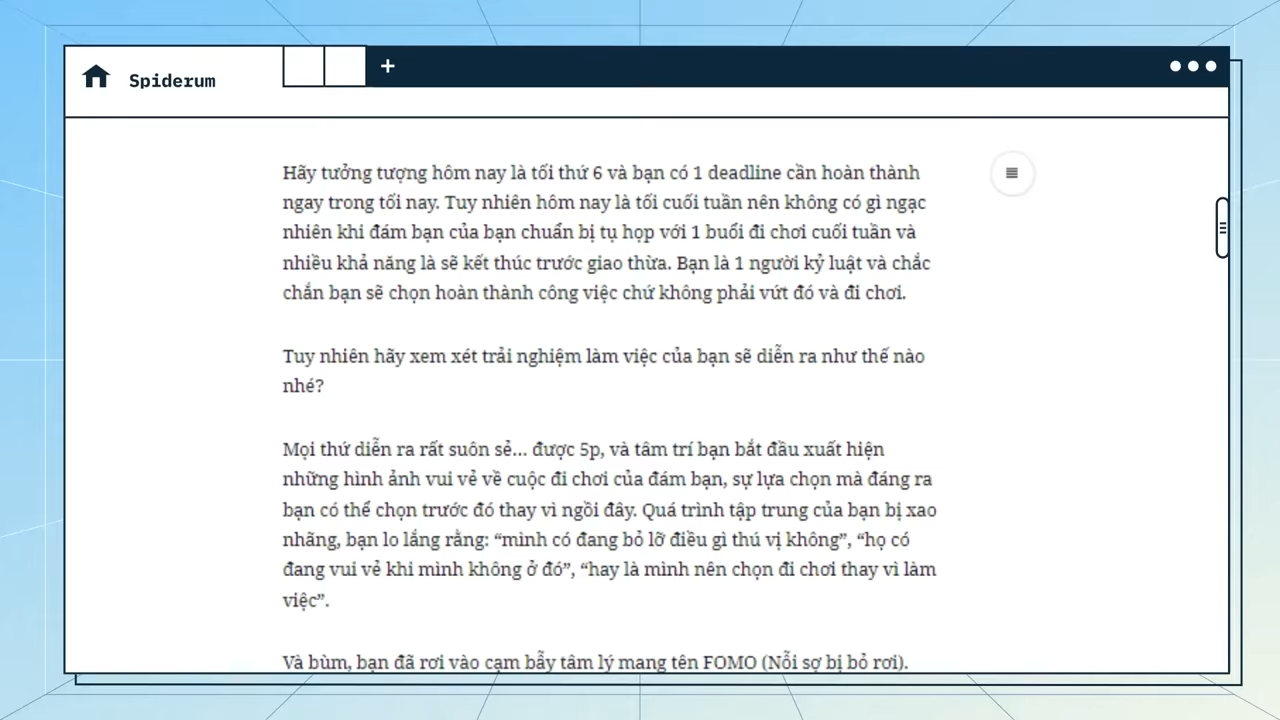 Spiderum
Hãy tưởng tượng hôm nay là tối thứ 6 và bạn có 1 deadline cần hoàn thành
ngay trong tối nay. Tuy nhiên hôm nay là tối cuối tuần nên không có gì ngạc
nhiên khi đám bạn của bạn chuẩn bị tụ họp với 1 buổi đi chơi cuối tuần và
nhiều khả năng là sẽ kết thúc trước giao thừa. Bạn là 1 người kỷ luật và chắc
chắn bạn sẽ chọn hoàn thành công việc chứ không phải vứt đó và đi chơi.
Tuy nhiên hãy xem xét trải nghiệm làm việc của bạn sẽ diễn ra như thế nào
nhé?
Mọi thứ diễn ra rất suôn sẻ... được 5p, và tâm trí bạn bắt đầu xuất hiện
những hình ảnh vui vẻ về cuộc đi chơi của đám bạn, sự lựa chọn mà đáng ra
bạn có thể chọn trước đó thay vì ngồi đây. Quá trình tập trung của bạn bị xao
nhãng, bạn lo lắng rằng: “mình có đang bỏ lỡ điều gì thú vị không”, “họ có
đang vui vẻ khi mình không ở đó”, “hay là mình nên chọn đi chơi thay vì làm
việc”.
Và bùm, bạn đã rơi vào cạm bẫy tâm lý mang tên FOMO (Nỗi sợ bị bỏ rơi).